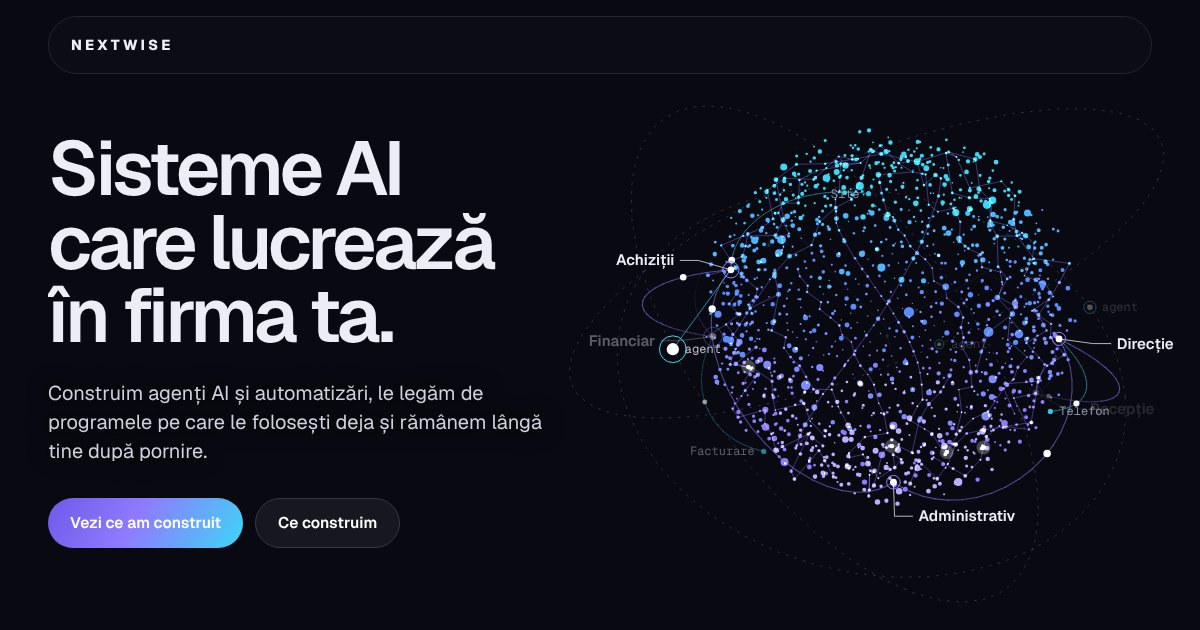 NEXTWISE
Sisteme AI
care lucrează
în firma ta.
Construim agenți AI și automatizări, le legăm de
programele pe care le folosești deja și rămânem lângă
tine după pornire.
Vezi ce am construit
Ce construim
Achiziții
agent
Financiar
agent
agent
Direcție
Telefon
Facturare
Administrativ